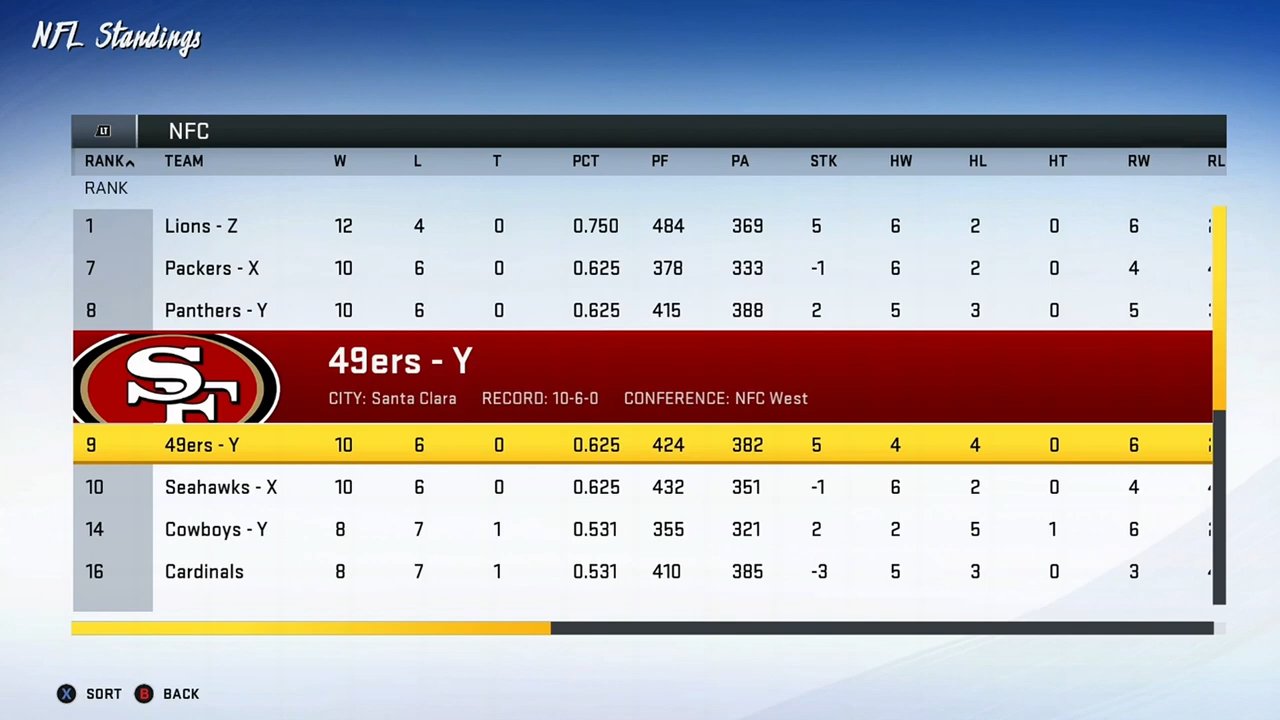 NFL Standings
LT NFC
RANK TEAM W L T PCT PF PA STK HW HL HT RW RL
RANK
1 Lions - Z 12 4 0 0.750 484 369 5 6 2 0 6
7 Packers - X 10 6 0 0.625 378 333 -1 6 2 0 4
8 Panthers - Y 10 6 0 0.625 415 388 2 5 3 0 5
SF
49ers - Y
CITY: Santa Clara RECORD: 10-6-0 CONFERENCE: NFC West
9 49ers - Y 10 6 0 0.625 424 382 5 4 4 0 6
10 Seahawks - X 10 6 0 0.625 432 351 -1 6 2 0 4
14 Cowboys - Y 8 7 1 0.531 355 321 2 2 5 1 6
16 Cardinals 8 7 1 0.531 410 385 -3 5 3 0 3
X SORT B BACK